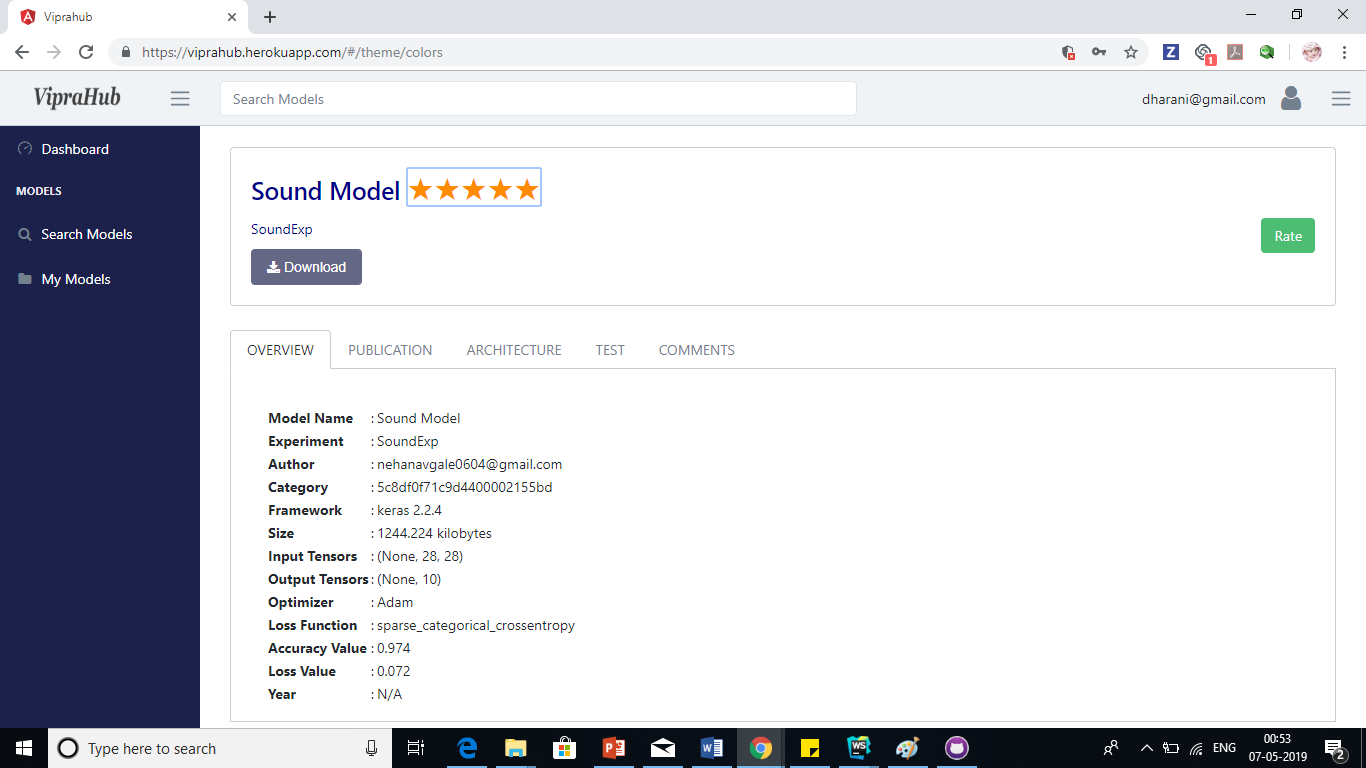 Viprahub
https://viprahub.herokuapp.com/#/theme/colors
1
VipraHub
Search Models
dharani@gmail.com
Dashboard
MODELS
Search Models
My Models
Sound Model
SoundExp
Download
Rate
OVERVIEW PUBLICATION ARCHITECTURE TEST COMMENTS
Model Name : Sound Model
Experiment : SoundExp
Author : nehanavgale0604@gmail.com
Category : 5c8df0f71c9d4400002155bd
Framework : keras 2.2.4
Size : 1244.224 kilobytes
Input Tensors : (None, 28, 28)
Output Tensors : (None, 10)
Optimizer : Adam
Loss Function : sparse_categorical_crossentropy
Accuracy Value : 0.974
Loss Value : 0.072
Year : N/A
Type here to search
ENG
00:53
07-05-2019
2